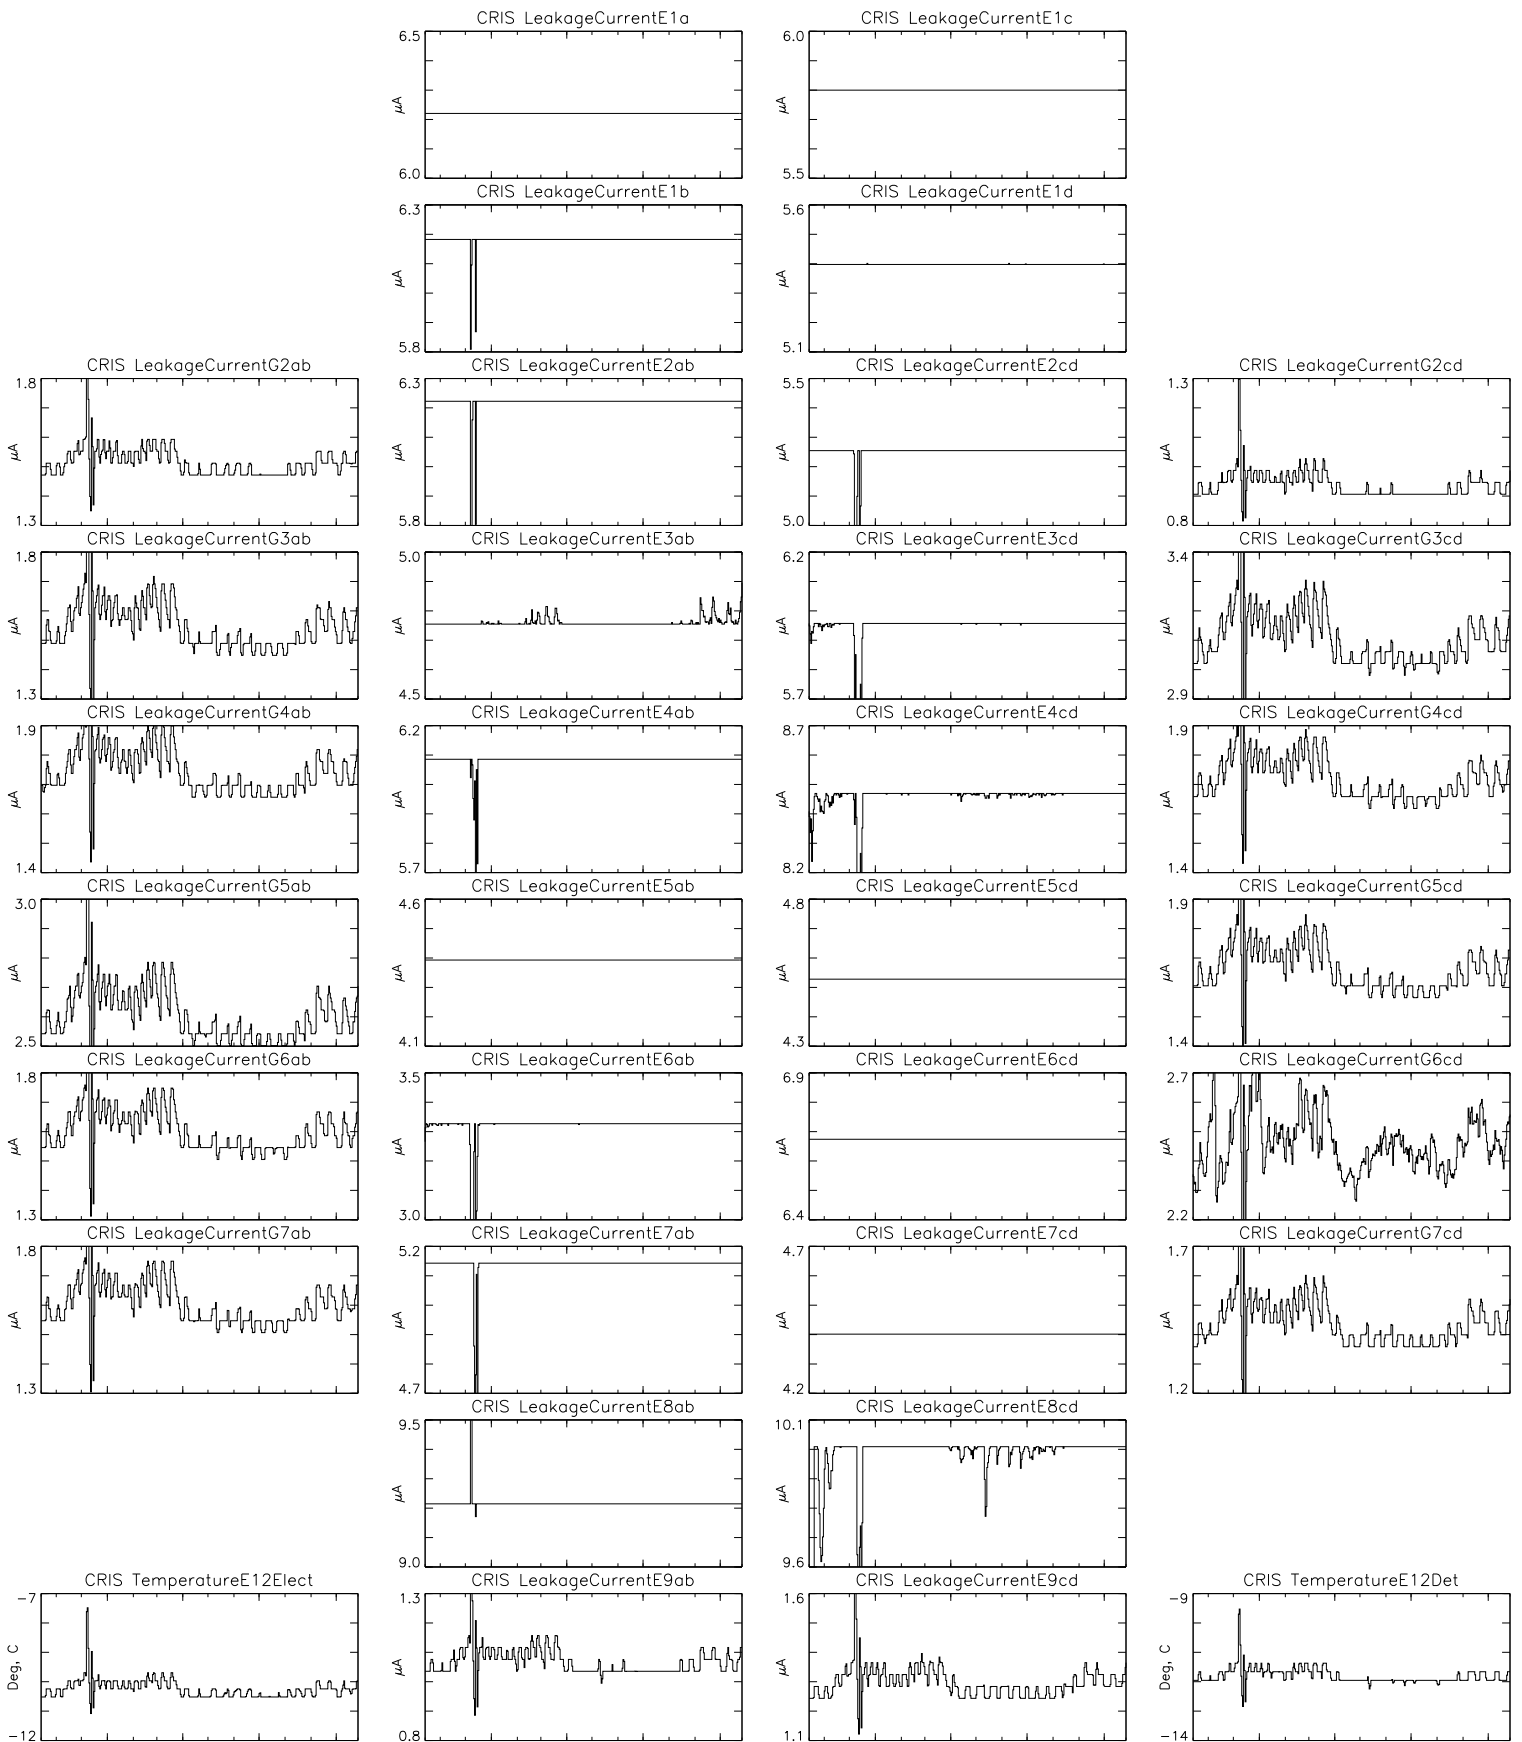 CRIS LeakageCurrentE1a
6.5
μA
6.0
CRIS LeakageCurrentE1c
6.0
μA
5.5
CRIS LeakageCurrentE1b
6.3
μA
5.8
CRIS LeakageCurrentE1d
5.6
μA
5.1
CRIS LeakageCurrentG2ab
1.8
μA
1.3
CRIS LeakageCurrentE2ab
6.3
μA
5.8
CRIS LeakageCurrentE2cd
5.5
μA
5.0
CRIS LeakageCurrentG2cd
1.3
μA
0.8
CRIS LeakageCurrentG3ab
1.8
μA
1.3
CRIS LeakageCurrentE3ab
5.0
μA
4.5
CRIS LeakageCurrentE3cd
6.2
μA
5.7
CRIS LeakageCurrentG3cd
3.4
μA
2.9
CRIS LeakageCurrentG4ab
1.9
μA
1.4
CRIS LeakageCurrentE4ab
6.2
μA
5.7
CRIS LeakageCurrentE4cd
8.7
μA
8.2
CRIS LeakageCurrentG4cd
1.9
μA
1.4
CRIS LeakageCurrentG5ab
3.0
μA
2.5
CRIS LeakageCurrentE5ab
4.6
μA
4.1
CRIS LeakageCurrentE5cd
4.8
μA
4.3
CRIS LeakageCurrentG5cd
1.9
μA
1.4
CRIS LeakageCurrentG6ab
1.8
μA
1.3
CRIS LeakageCurrentE6ab
3.5
μA
3.0
CRIS LeakageCurrentE6cd
6.9
μA
6.4
CRIS LeakageCurrentG6cd
2.7
μA
2.2
CRIS LeakageCurrentG7ab
1.8
μA
1.3
CRIS LeakageCurrentE7ab
5.2
μA
4.7
CRIS LeakageCurrentE7cd
4.7
μA
4.2
CRIS LeakageCurrentG7cd
1.7
μA
1.2
CRIS LeakageCurrentE8ab
9.5
μA
9.0
CRIS LeakageCurrentE8cd
10.1
μA
9.6
CRIS TemperatureE12Elect
-7
Deg, C
-12
CRIS LeakageCurrentE9ab
1.3
μA
0.8
CRIS LeakageCurrentE9cd
1.6
μA
1.1
CRIS TemperatureE12Det
-9
Deg, C
-14